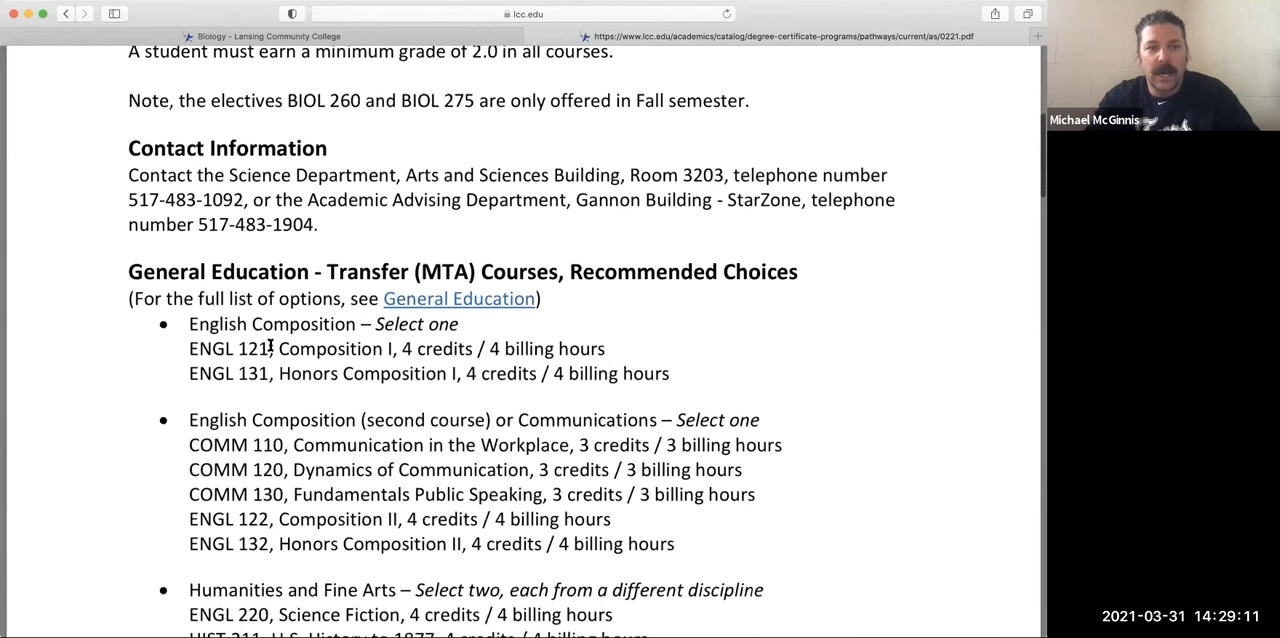 lcc.edu
Biology - Lansing Community College
https://www.lcc.edu/academics/catalog/degree-certificate-programs/pathways/current/as/0221.pdf
A student must earn a minimum grade of 2.0 in all courses.
Note, the electives BIOL 260 and BIOL 275 are only offered in Fall semester.
Contact Information
Contact the Science Department, Arts and Sciences Building, Room 3203, telephone number
517-483-1092, or the Academic Advising Department, Gannon Building - StarZone, telephone
number 517-483-1904.
General Education - Transfer (MTA) Courses, Recommended Choices
(For the full list of options, see General Education)
• English Composition – Select one
ENGL 121, Composition I, 4 credits / 4 billing hours
ENGL 131, Honors Composition I, 4 credits / 4 billing hours
• English Composition (second course) or Communications – Select one
COMM 110, Communication in the Workplace, 3 credits / 3 billing hours
COMM 120, Dynamics of Communication, 3 credits / 3 billing hours
COMM 130, Fundamentals Public Speaking, 3 credits / 3 billing hours
ENGL 122, Composition II, 4 credits / 4 billing hours
ENGL 132, Honors Composition II, 4 credits / 4 billing hours
• Humanities and Fine Arts – Select two, each from a different discipline
ENGL 220, Science Fiction, 4 credits / 4 billing hours
HIST 211, U.S. History to 1877, 4 credits / 4 billing hours
Michael McGinnis
2021-03-31 14:29:11